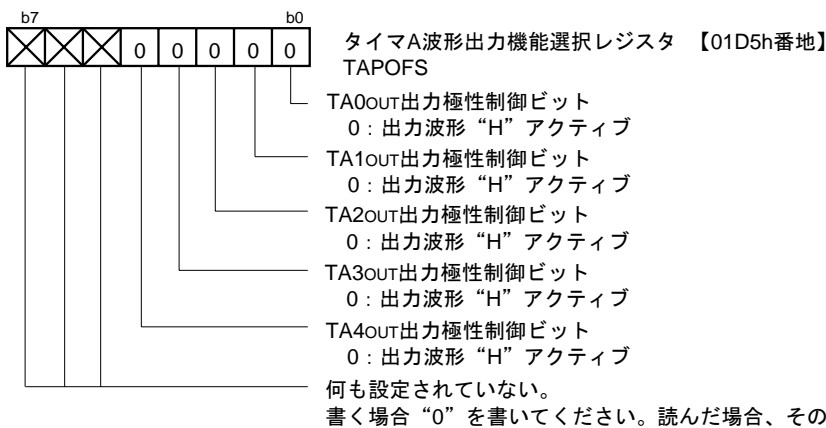 b7 b0
0 0 0 0 0
タイマA波形出力機能選択レジスタ 【01D5h番地】
TAPOFS
TA0OUT出力極性制御ビット
0:出力波形“H”アクティブ
TA1OUT出力極性制御ビット
0:出力波形“H”アクティブ
TA2OUT出力極性制御ビット
0:出力波形“H”アクティブ
TA3OUT出力極性制御ビット
0:出力波形“H”アクティブ
TA4OUT出力極性制御ビット
0:出力波形“H”アクティブ
何も設定されていない。
書く場合“0”を書いてください。読んだ場合、その